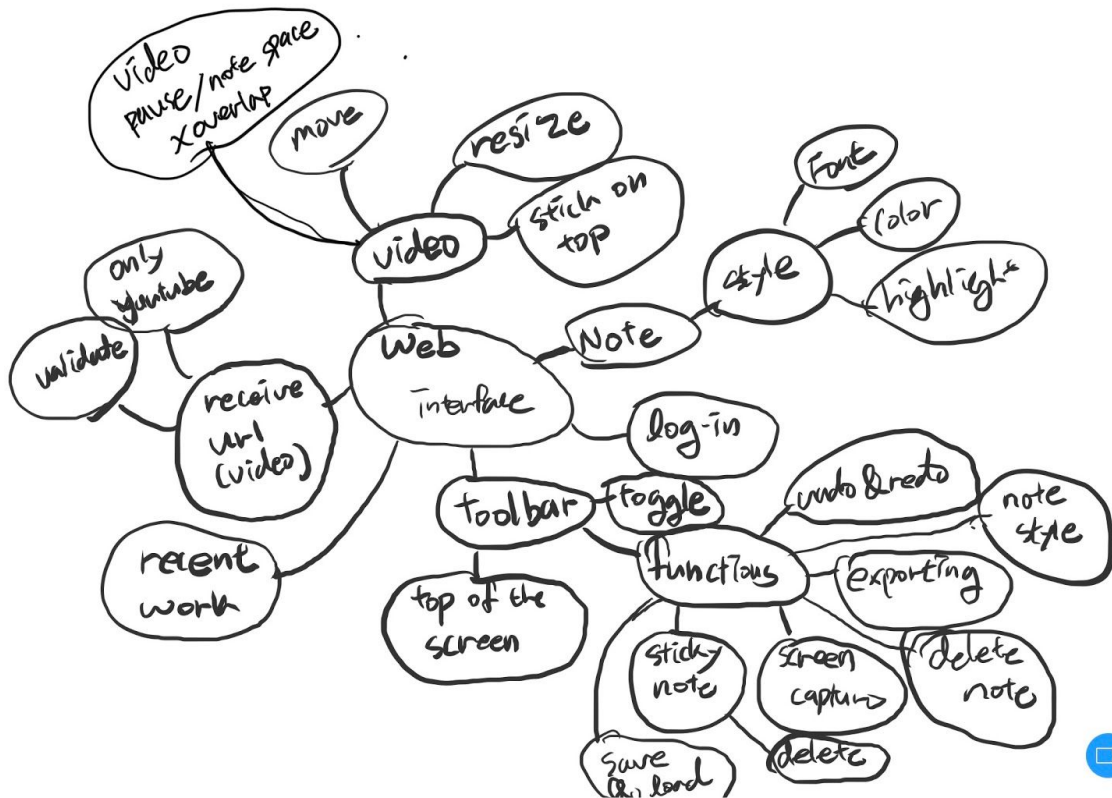 video
pause/note space
x overlap
move
resize
stick on
top
video
Font
color
style
highlight
Note
only
youtube
validate
receive
url
(video)
Web
interface
log-in
toolbar
toggle
undo & redo
note
style
functions
exporting
recent
work
top of the
screen
sticky
note
screen
capture
delete
note
delete
save
& load